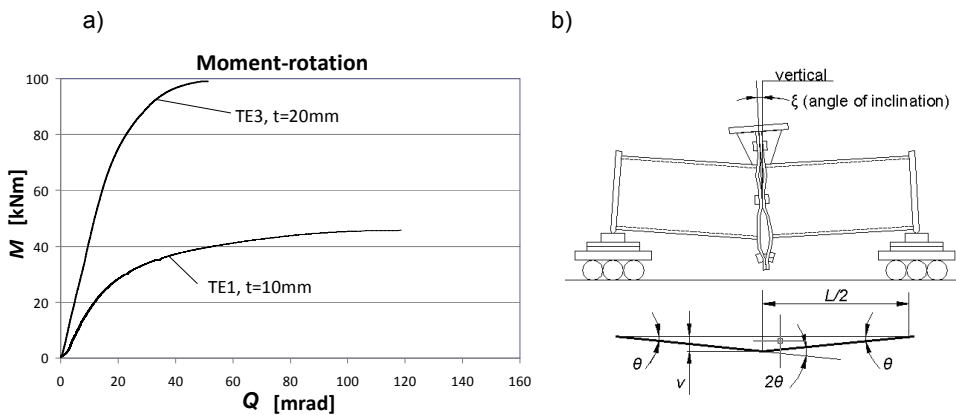 a)
b)
Moment-rotation
M [kNm]
100
80
60
40
20
0
TE3, t=20mm
TE1, t=10mm
0 20 40 60 80 100 120 140 160
Q [mrad]
vertical
ξ (angle of inclination)
L/2
θ
v
2θ
θ